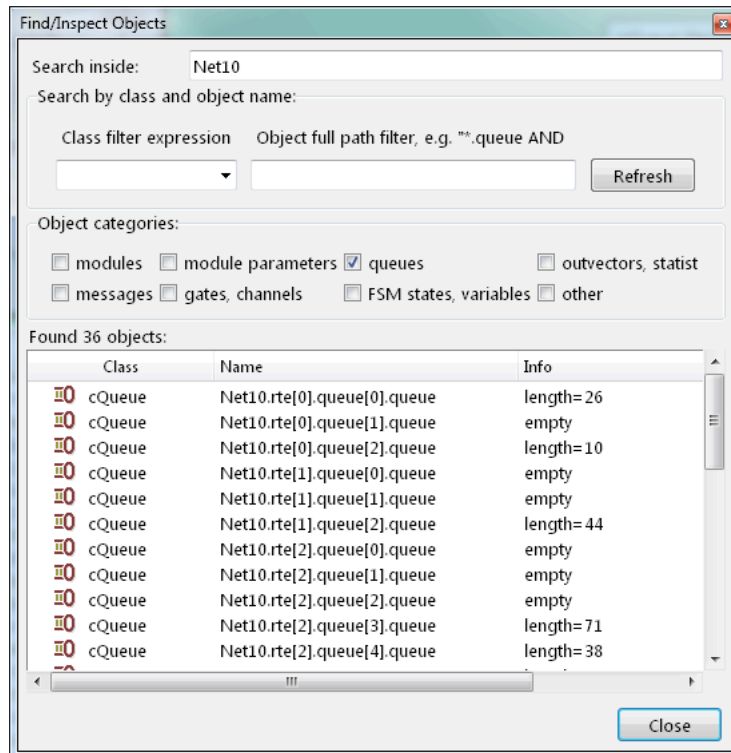 Find/Inspect Objects
Search inside: Net10
Search by class and object name:
Class filter expression Object full path filter, e.g. "*.queue AND
Refresh
Object categories:
modules module parameters queues outvectors, statist
messages gates, channels FSM states, variables other
Found 36 objects:
Class Name Info
cQueue Net10.rte[0].queue[0].queue length=26
cQueue Net10.rte[0].queue[1].queue empty
cQueue Net10.rte[0].queue[2].queue length=10
cQueue Net10.rte[1].queue[0].queue empty
cQueue Net10.rte[1].queue[1].queue empty
cQueue Net10.rte[1].queue[2].queue length=44
cQueue Net10.rte[2].queue[0].queue empty
cQueue Net10.rte[2].queue[1].queue empty
cQueue Net10.rte[2].queue[2].queue empty
cQueue Net10.rte[2].queue[3].queue length=71
cQueue Net10.rte[2].queue[4].queue length=38
Close